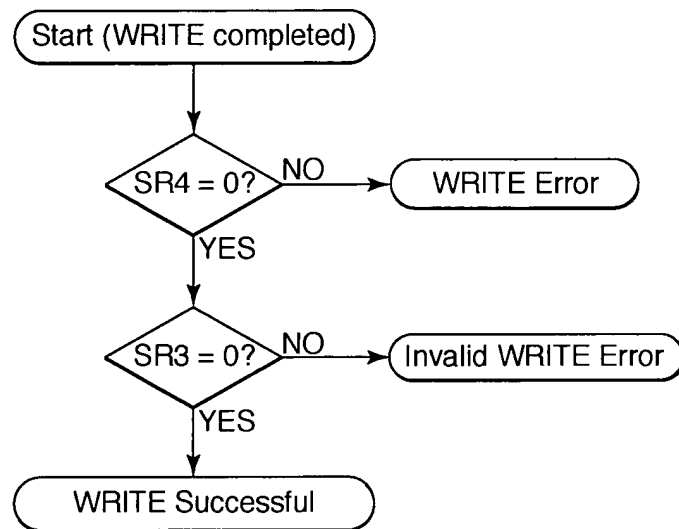 Start (WRITE completed)
SR4 = 0?
NO
WRITE Error
YES
SR3 = 0?
NO
Invalid WRITE Error
YES
WRITE Successful